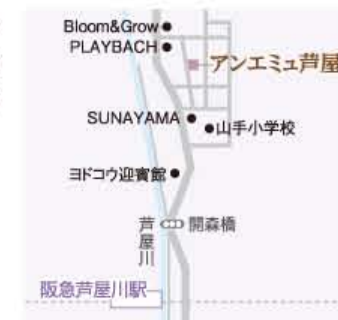 Bloom&Grow
PLAYBACH
アンエミュ芦屋
SUNAYAMA
山手小学校
ヨドコウ迎賓館
芦屋川
開森橋
阪急芦屋川駅